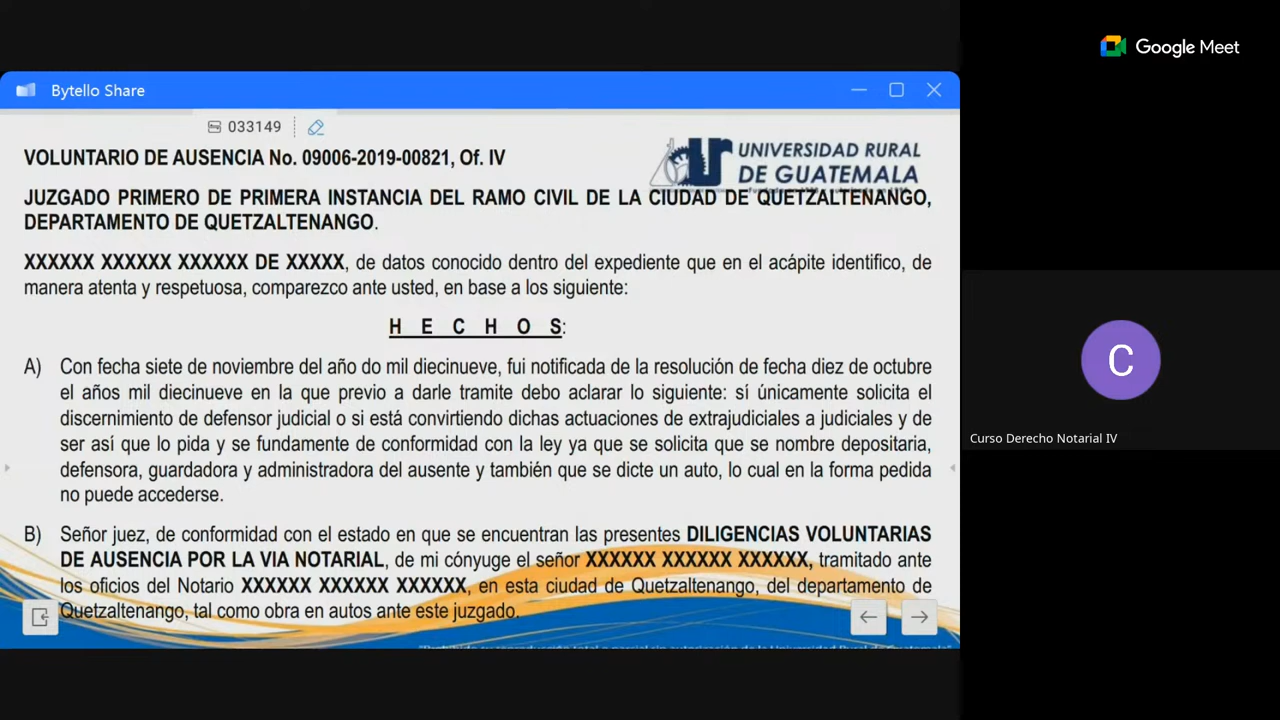 Google Meet
Bytello Share
033149
UNIVERSIDAD RURAL
DE GUATEMALA
VOLUNTARIO DE AUSENCIA No. 09006-2019-00821, Of. IV
JUZGADO PRIMERO DE PRIMERA INSTANCIA DEL RAMO CIVIL DE LA CIUDAD DE QUETZALTENANGO,
DEPARTAMENTO DE QUETZALTENANGO.
XXXXXX XXXXXX XXXXXX DE XXXXX, de datos conocido dentro del expediente que en el acápite identifico, de
manera atenta y respetuosa, comparezco ante usted, en base a los siguiente:
H E C H O S:
A) Con fecha siete de noviembre del año do mil diecinueve, fui notificada de la resolución de fecha diez de octubre
el años mil diecinueve en la que previo a darle tramite debo aclarar lo siguiente: sí únicamente solicita el
discernimiento de defensor judicial o si está convirtiendo dichas actuaciones de extrajudiciales a judiciales y de
ser así que lo pida y se fundamente de conformidad con la ley ya que se solicita que se nombre depositaria,
defensora, guardadora y administradora del ausente y también que se dicte un auto, lo cual en la forma pedida
no puede accederse.
B) Señor juez, de conformidad con el estado en que se encuentran las presentes DILIGENCIAS VOLUNTARIAS
DE AUSENCIA POR LA VIA NOTARIAL, de mi cónyuge el señor XXXXXX XXXXXX XXXXXX, tramitado ante
los oficios del Notario XXXXXX XXXXXX XXXXXX, en esta ciudad de Quetzaltenango, del departamento de
Quetzaltenango, tal como obra en autos ante este juzgado.
C
Curso Derecho Notarial IV